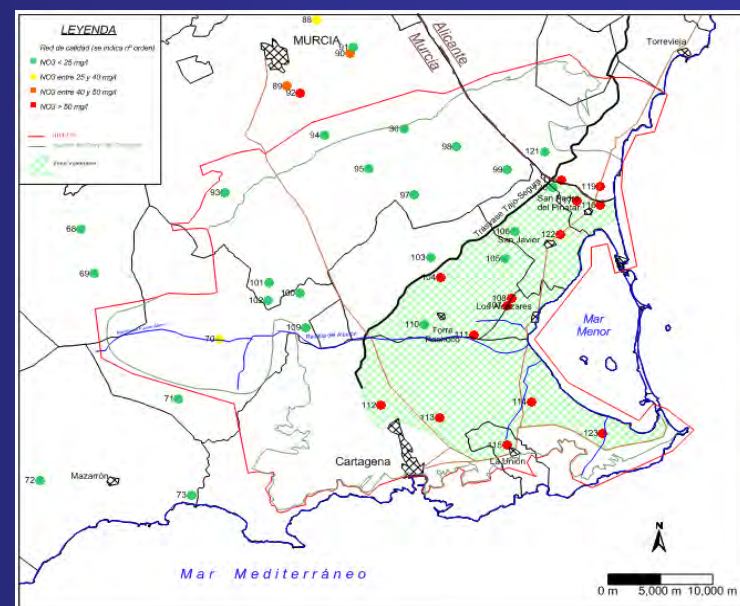 LEYENDA
Red de calidad (se indica nº orden)
NO3 < 25 mg/l
NO3 entre 25 y 40 mg/l
NO3 entre 40 y 50 mg/l
NO3 > 50 mg/l
88
MURCIA
91
90
Alicante
Murcia
Torrevieja
89
92
94
98
121
95
99
97
119
93
San Pedro
118
del Pinatar
Trasvase Tajo-Segura
68
106
122
San Javier
103
105
69
104
101
100
102
108
107
Los Alcázares
Mar
Menor
109
110
Torre
Pacheco
111
70
71
112
113
114
123
115
La Unión
Cartagena
72
Mazarrón
73
Mar Mediterráneo
N
0 m 5,000 m 10,000 m